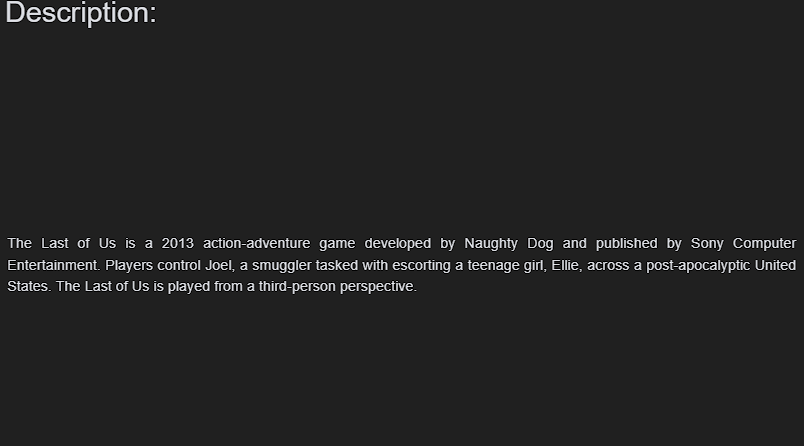 Description:
The Last of Us is a 2013 action-adventure game developed by Naughty Dog and published by Sony Computer
Entertainment. Players control Joel, a smuggler tasked with escorting a teenage girl, Ellie, across a post-apocalyptic United
States. The Last of Us is played from a third-person perspective.